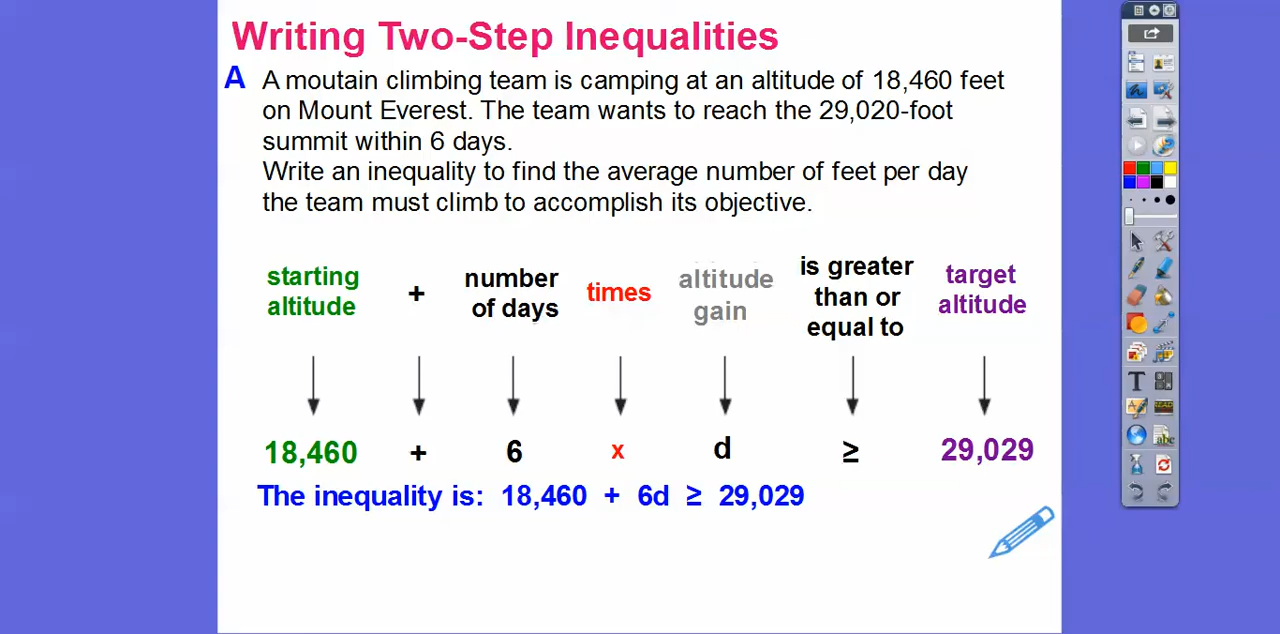 Writing Two-Step Inequalities
A A moutain climbing team is camping at an altitude of 18,460 feet
on Mount Everest. The team wants to reach the 29,020-foot
summit within 6 days.
Write an inequality to find the average number of feet per day
the team must climb to accomplish its objective.
starting
altitude
+
number
of days
times
altitude
gain
is greater
than or
equal to
target
altitude
18,460 + 6 x d ≥ 29,029
The inequality is: 18,460 + 6d ≥ 29,029